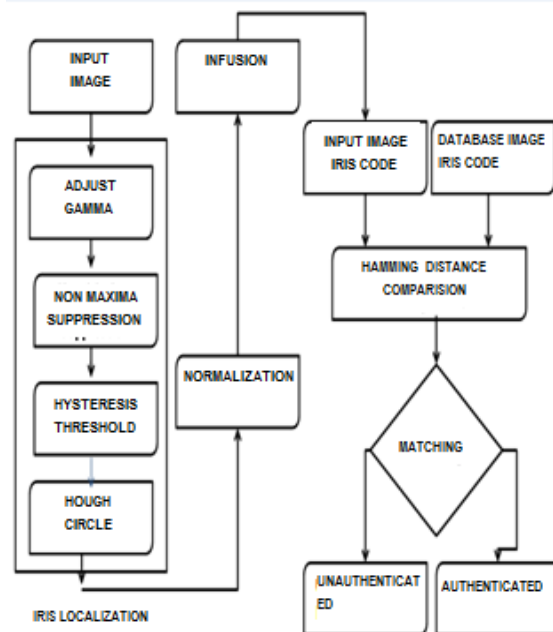 INPUT
IMAGE
ADJUST
GAMMA
NON MAXIMA
SUPPRESSION
..
HYSTERESIS
THRESHOLD
HOUGH
CIRCLE
IRIS LOCALIZATION
NORMALIZATION
INFUSION
INPUT IMAGE
IRIS CODE
DATABASE IMAGE
IRIS CODE
HAMMING DISTANCE
COMPARISION
MATCHING
UNAUTHENTICAT
ED
AUTHENTICATED